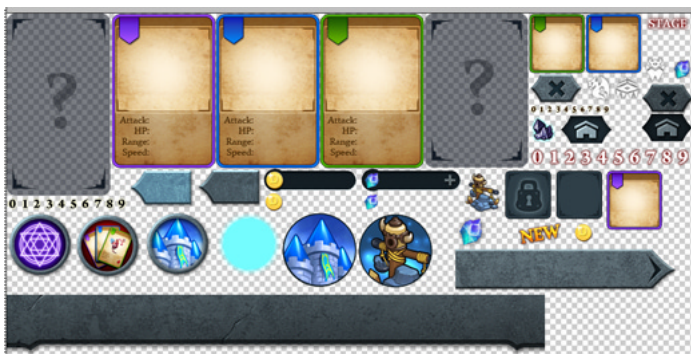 ?
?
STAGE
Attack:
HP:
Range:
Speed:
Attack:
HP:
Range:
Speed:
Attack:
HP:
Range:
Speed:
0 1 2 3 4 5 6 7 8 9
0 1 2 3 4 5 6 7 8 9
0 1 2 3 4 5 6 7 8 9
NEW